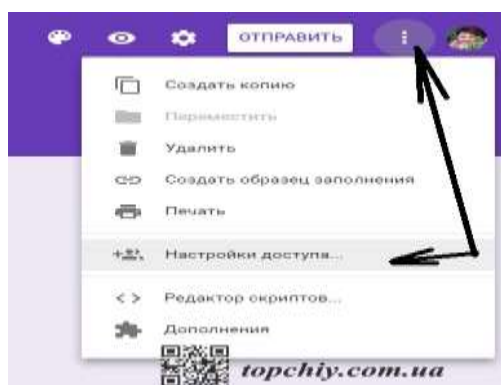 ОТПРАВИТЬ
Создать копию
Переместить
Удалить
Создать образец заполнения
Печать
Настройки доступа...
Редактор скриптов...
Дополнения
topchiy.com.ua